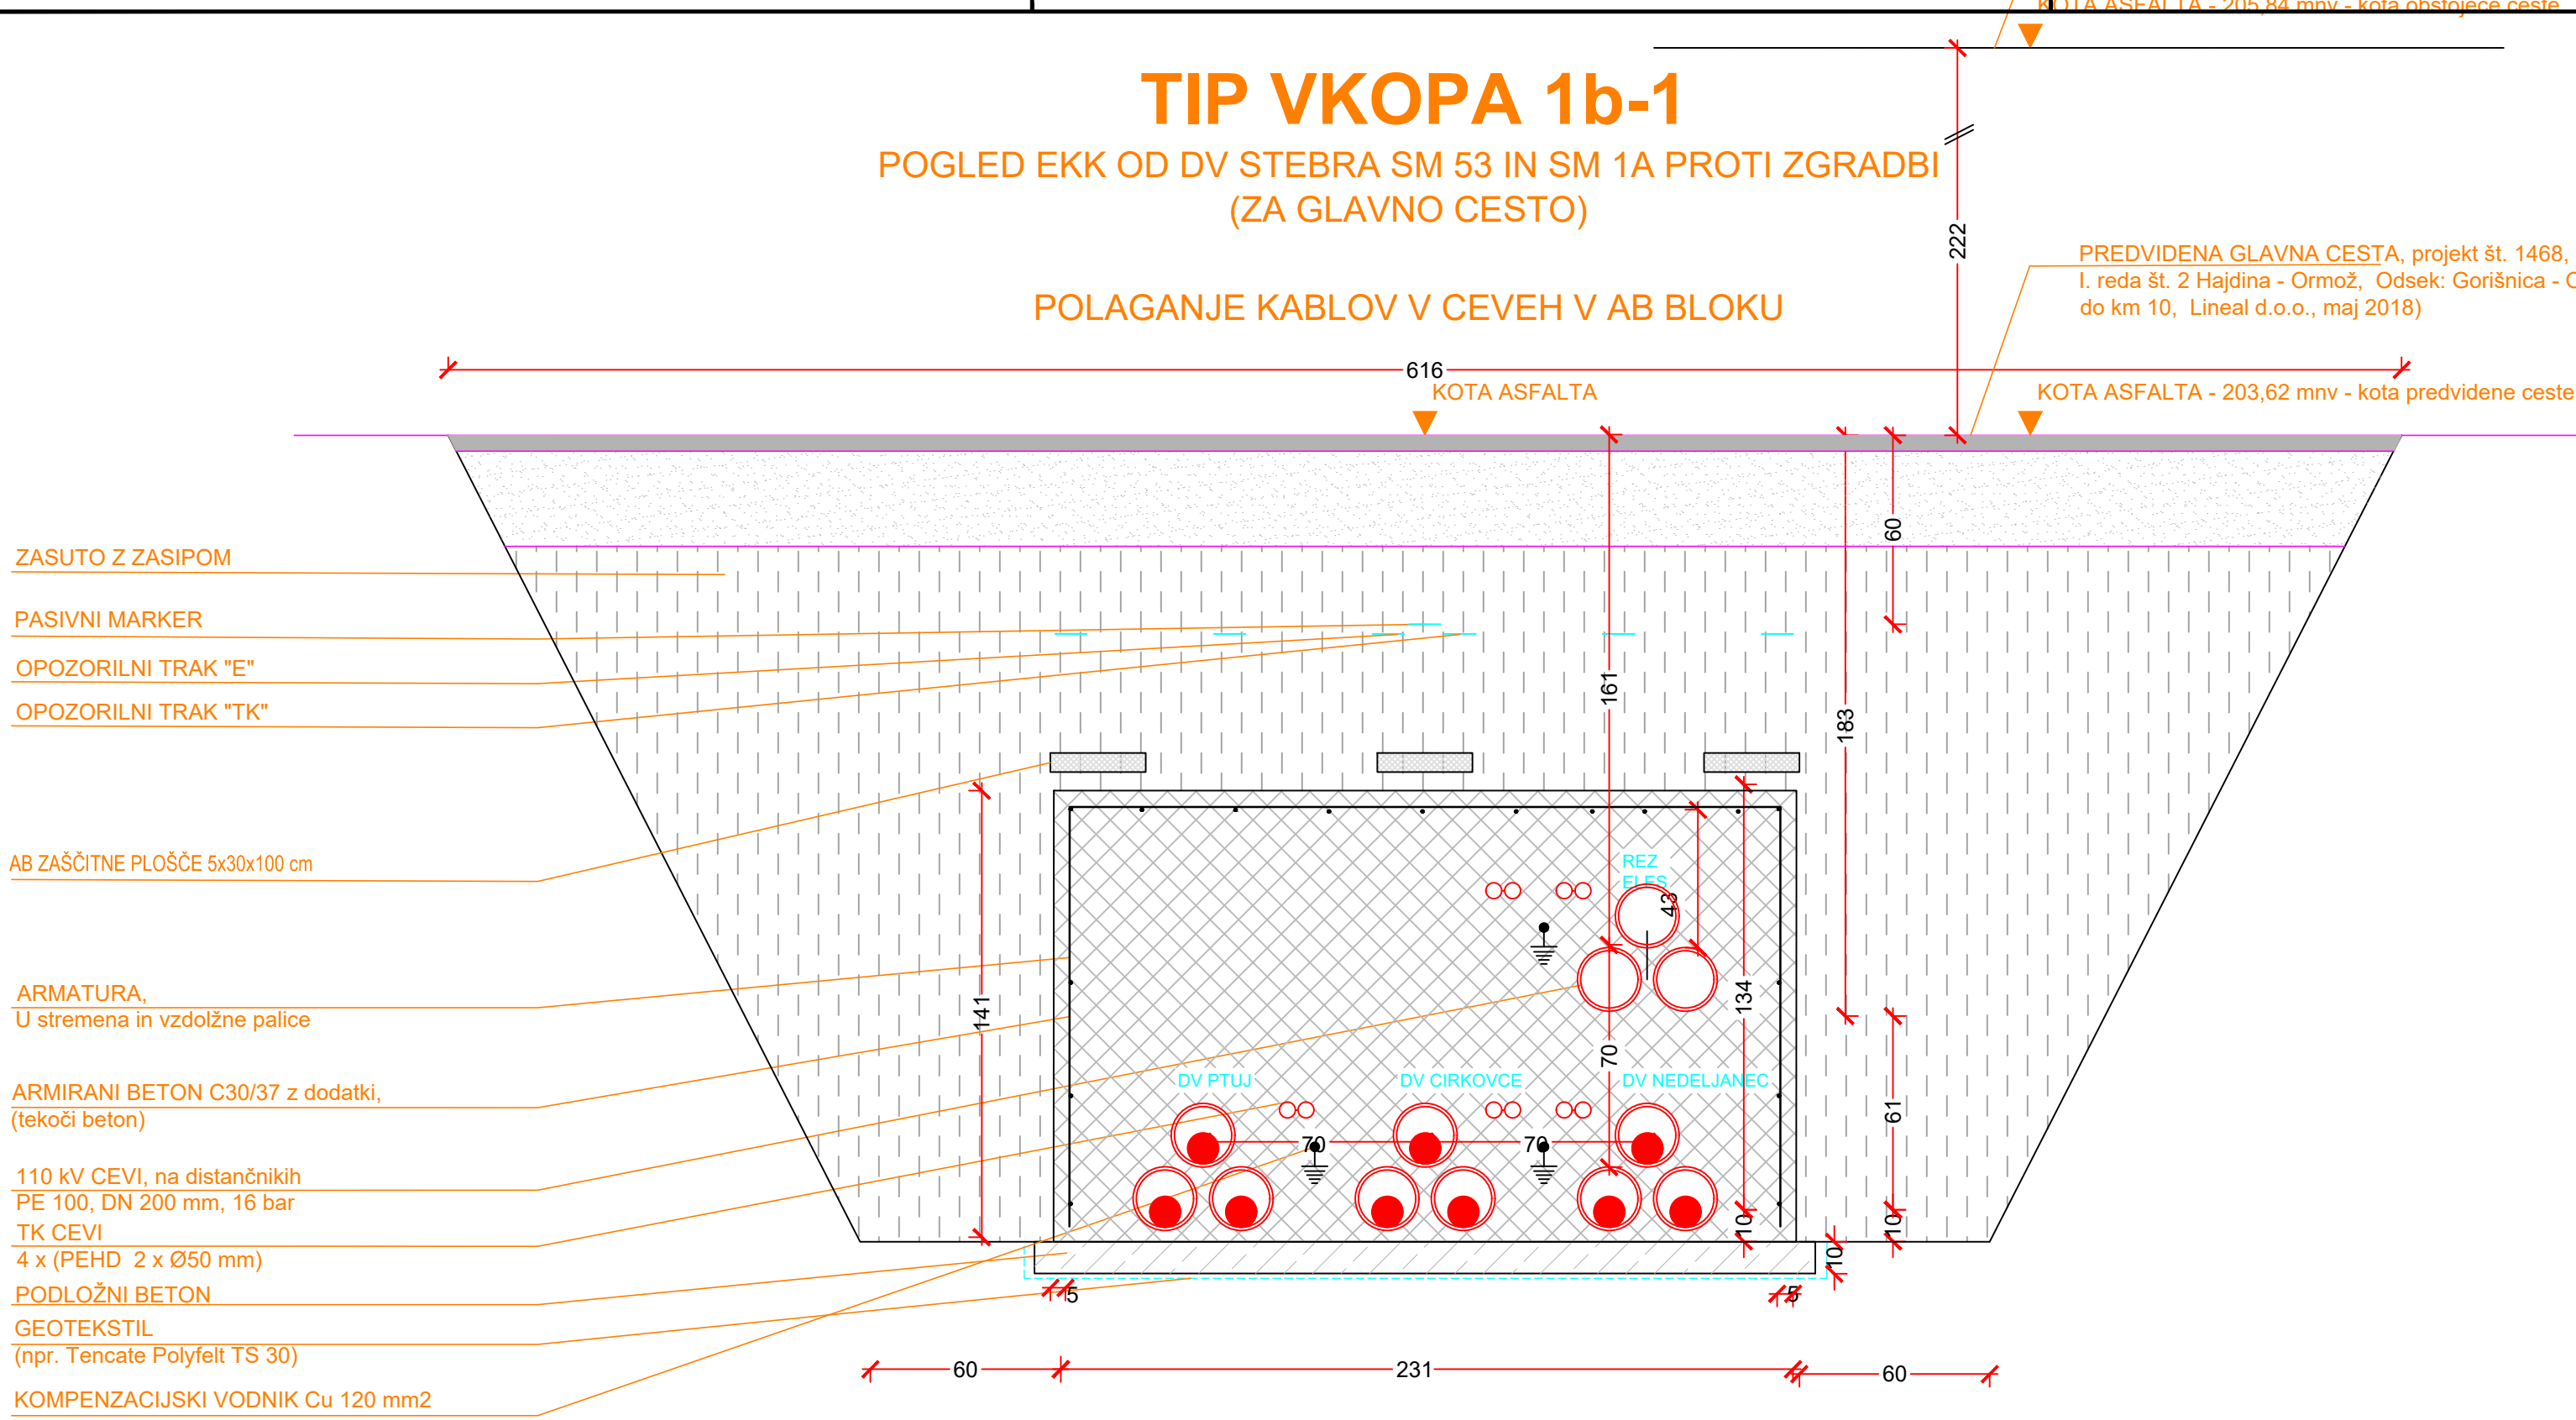 KOTA ASFALTA - 205,84 mnv - kota obstoječe ceste
TIP VKOPA 1b-1
POGLED EKK OD DV STEBRA SM 53 IN SM 1A PROTI ZGRADBI
(ZA GLAVNO CESTO)
POLAGANJE KABLOV V CEVEH V AB BLOKU
222
PREDVIDENA GLAVNA CESTA, projekt št. 1468,
I. reda št. 2 Hajdina - Ormož, Odsek: Gorišnica -
do km 10, Lineal d.o.o., maj 2018)
616
KOTA ASFALTA
KOTA ASFALTA - 203,62 mnv - kota predvidene ceste
60
ZASUTO Z ZASIPOM
PASIVNI MARKER
OPOZORILNI TRAK "E"
OPOZORILNI TRAK "TK"
161
183
AB ZAŠČITNE PLOŠČE 5x30x100 cm
REZ
ELES
43
ARMATURA,
U stremena in vzdolžne palice
141
134
70
ARMIRANI BETON C30/37 z dodatki,
(tekoči beton)
DV PTUJ
DV CIRKOVCE
DV NEDELJANEC
61
70
70
110 kV CEVI, na distančnikih
PE 100, DN 200 mm, 16 bar
TK CEVI
4 x (PEHD 2 x Ø50 mm)
10
10
10
PODLOŽNI BETON
5
5
GEOTEKSTIL
(npr. Tencate Polyfelt TS 30)
60
231
60
KOMPENZACIJSKI VODNIK Cu 120 mm2